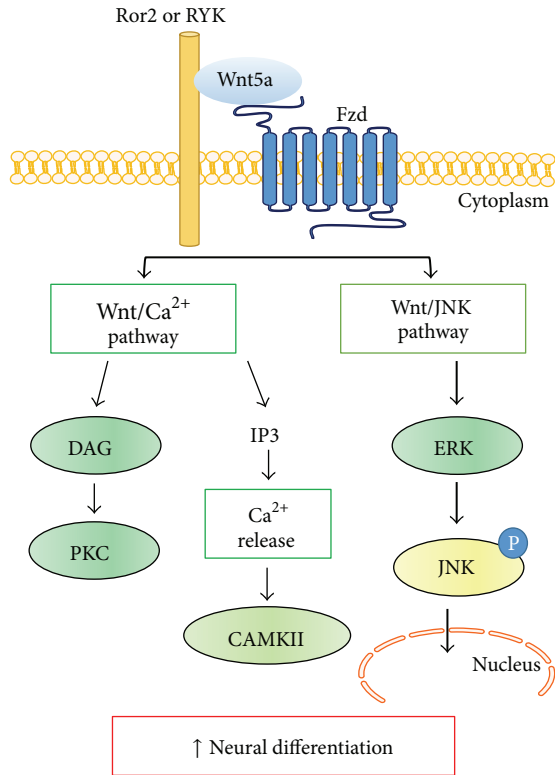 Ror2 or RYK
Wnt5a
Fzd
Cytoplasm
Wnt/Ca²⁺
pathway
Wnt/JNK
pathway
DAG
IP3
ERK
PKC
Ca²⁺
release
P
JNK
CAMKII
Nucleus
↑ Neural differentiation